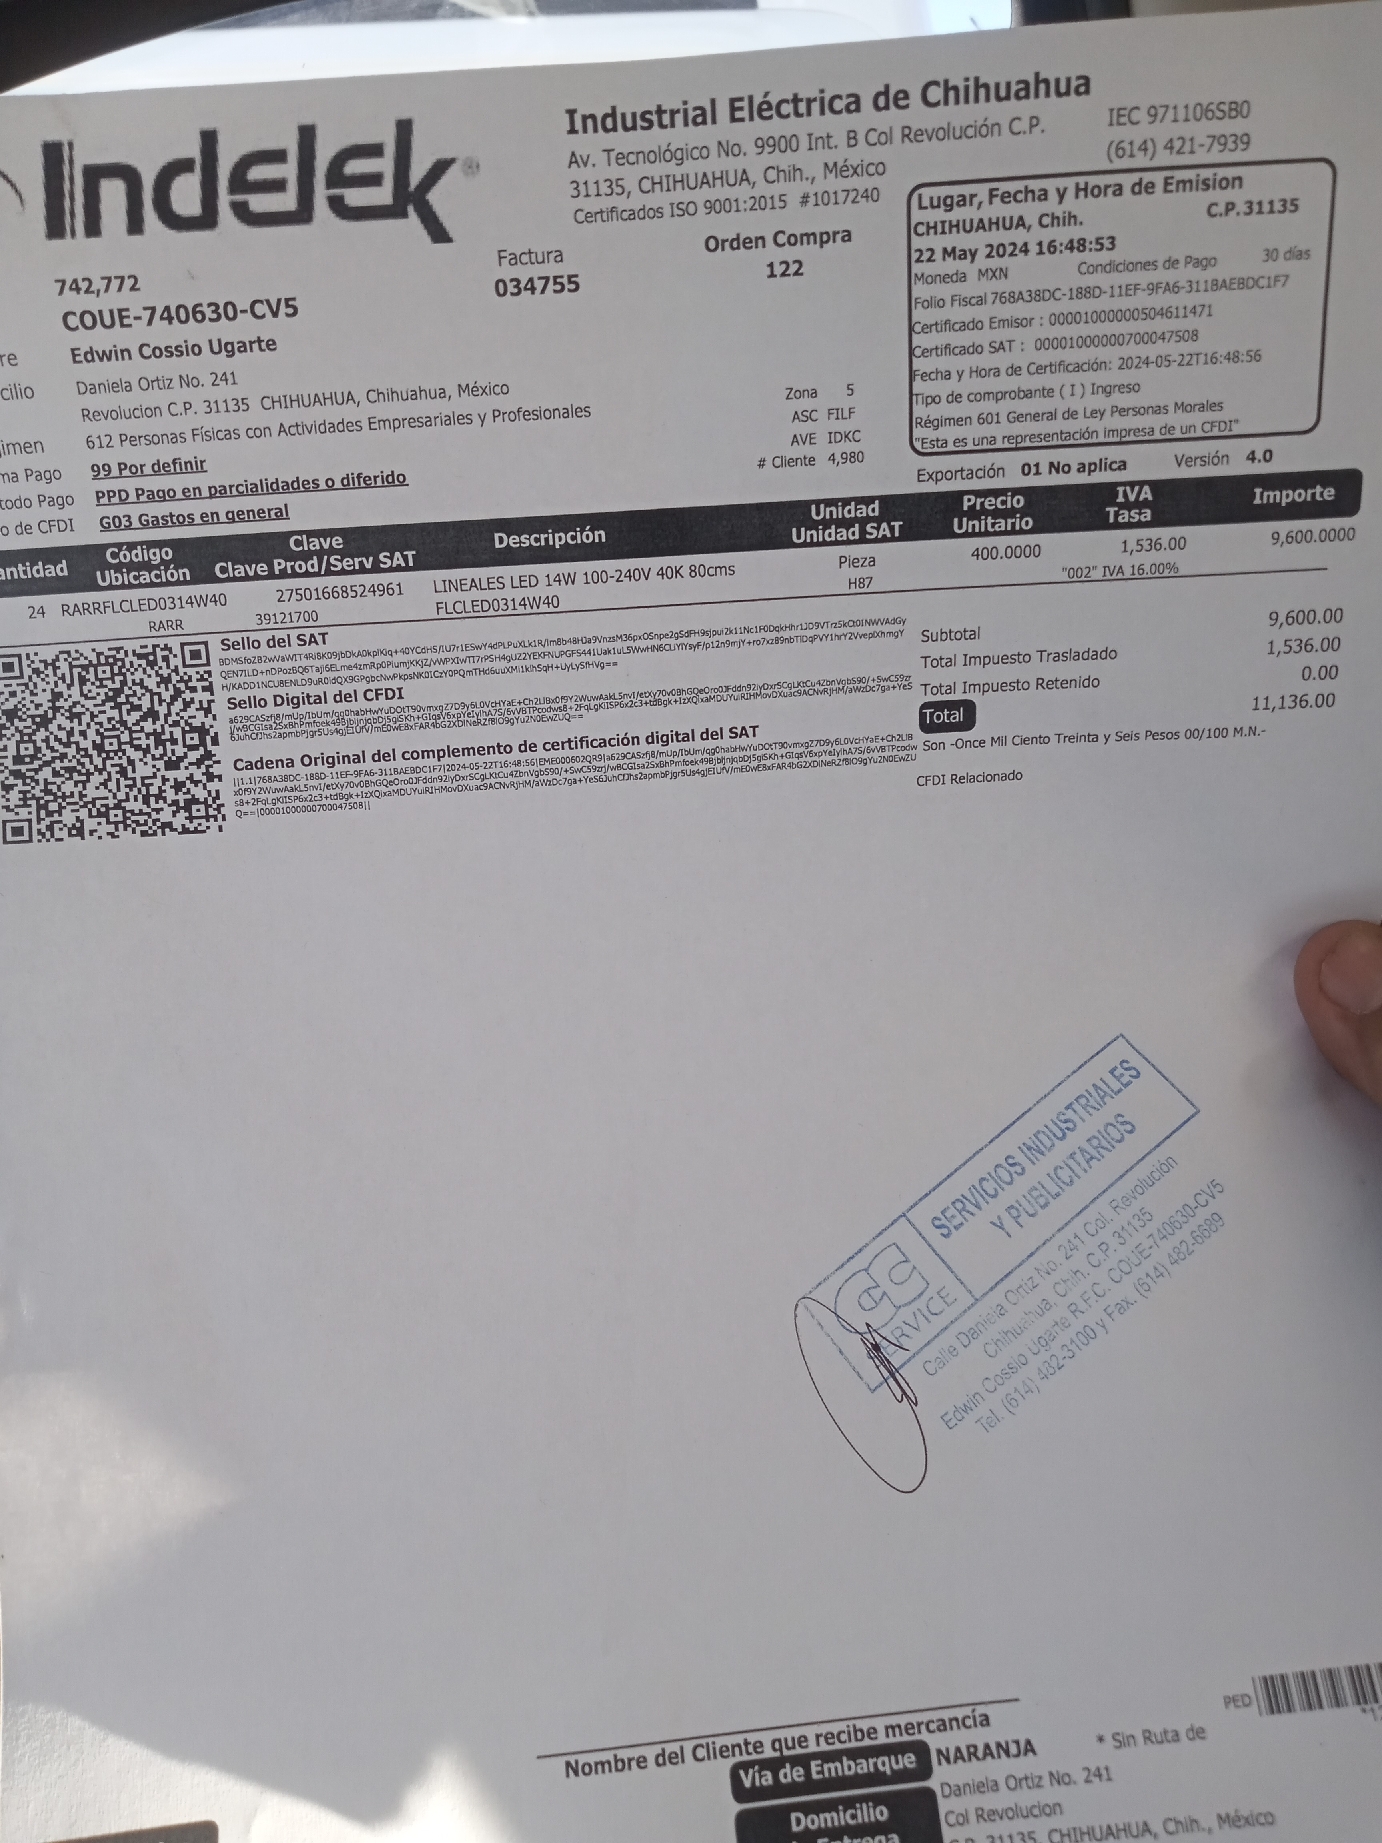 Indelek
Industrial Eléctrica de Chihuahua
IEC 971106SB0
Av. Tecnológico No. 9900 Int. B Col Revolución C.P.
(614) 421-7939
31135, CHIHUAHUA, Chih., México
Certificados ISO 9001:2015 #1017240
Lugar, Fecha y Hora de Emision
CHIHUAHUA, Chih. C.P.31135
22 May 2024 16:48:53
Moneda MXN Condiciones de Pago 30 días
Folio Fiscal 768A38DC-188D-11EF-9FA6-311BAEBDC1F7
Certificado Emisor : 00001000000504611471
Certificado SAT : 00001000000700047508
Fecha y Hora de Certificación: 2024-05-22T16:48:56
Tipo de comprobante ( I ) Ingreso
Régimen 601 General de Ley Personas Morales
"Esta es una representación impresa de un CFDI"
Exportación 01 No aplica Versión 4.0
Factura
034755
Orden Compra
122
742,772
COUE-740630-CV5
re Edwin Cossio Ugarte
cilio Daniela Ortiz No. 241
Revolucion C.P. 31135 CHIHUAHUA, Chihuahua, México
imen 612 Personas Físicas con Actividades Empresariales y Profesionales
ma Pago 99 Por definir
todo Pago PPD Pago en parcialidades o diferido
o de CFDI G03 Gastos en general
Zona 5
ASC FILF
AVE IDKC
# Cliente 4,980
antidad Código Ubicación Clave Clave Prod/Serv SAT Descripción Unidad Unidad SAT Precio Unitario IVA Tasa Importe
24 RARRFLCLED0314W40 27501668524961 LINEALES LED 14W 100-240V 40K 80cms Pieza 400.0000 1,536.00 9,600.0000
RARR 39121700 FLCLED0314W40 H87 "002" IVA 16.00%
Sello del SAT
Sello Digital del CFDI
Cadena Original del complemento de certificación digital del SAT
Subtotal 9,600.00
Total Impuesto Trasladado 1,536.00
Total Impuesto Retenido 0.00
Total 11,136.00
Son -Once Mil Ciento Treinta y Seis Pesos 00/100 M.N.-
CFDI Relacionado
SERVICIOS INDUSTRIALES
Y PUBLICITARIOS
SERVICE
Calle Daniela Ortiz No. 241 Col. Revolución
Chihuahua, Chih. C.P. 31135
Edwin Cossio Ugarte R.F.C. COUE-740630-CV5
Tel. (614) 432-3100 y Fax. (614) 482-6689
PED
Nombre del Cliente que recibe mercancía
Vía de Embarque NARANJA * Sin Ruta de
Domicilio Daniela Ortiz No. 241
Col Revolucion
31135, CHIHUAHUA, Chih., México